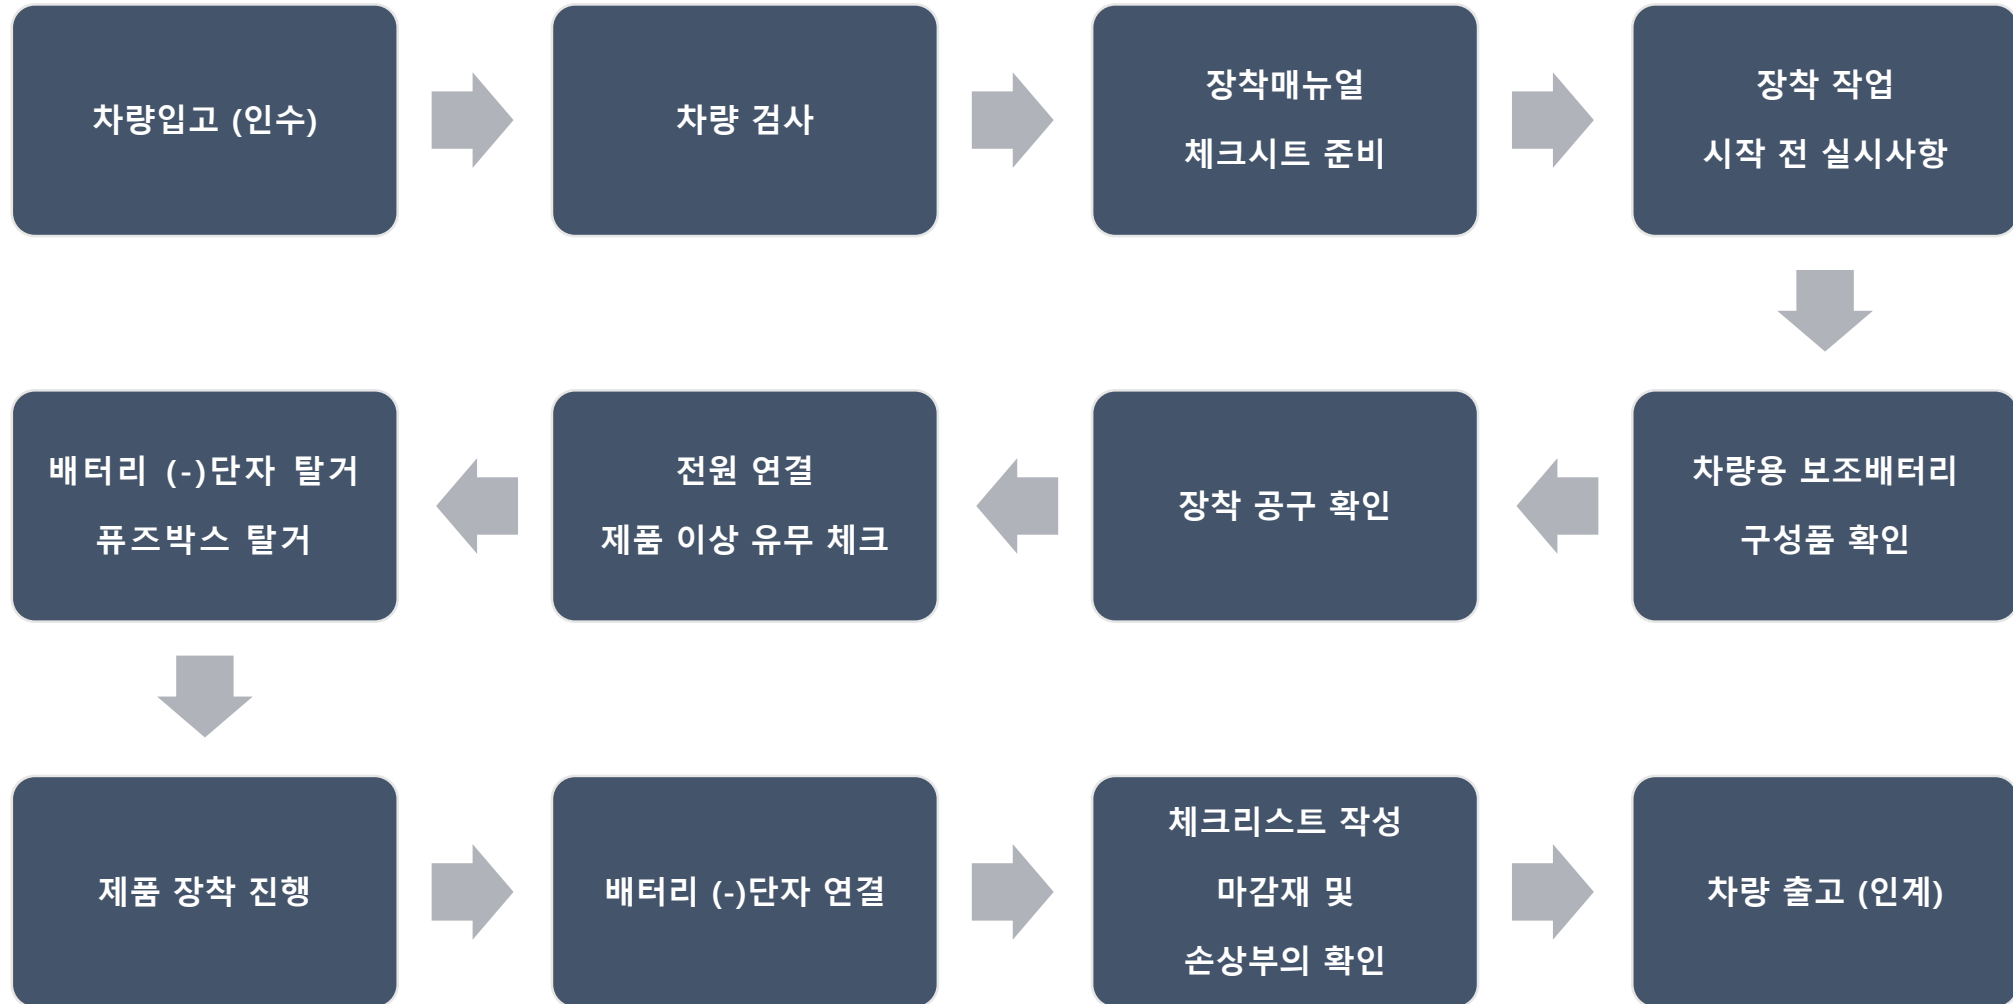 차량입고 (인수)
차량 검사
장착매뉴얼
체크시트 준비
장착 작업
시작 전 실시사항
차량용 보조배터리
구성품 확인
장착 공구 확인
전원 연결
제품 이상 유무 체크
배터리 (-)단자 탈거
퓨즈박스 탈거
제품 장착 진행
배터리 (-)단자 연결
체크리스트 작성
마감재 및
손상부의 확인
차량 출고 (인계)